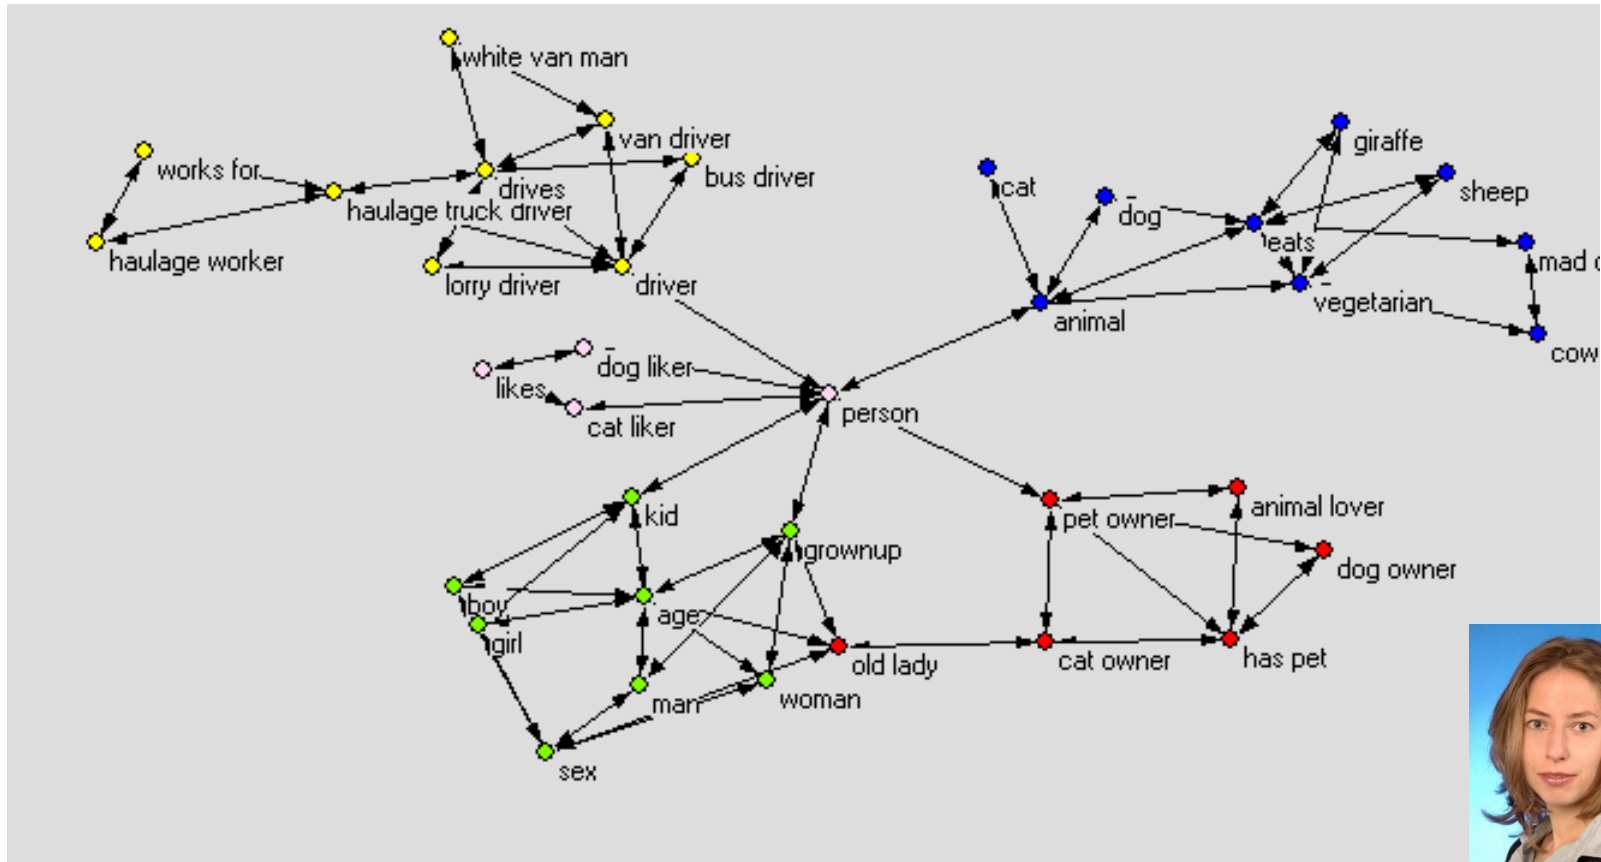 white van man
van driver
works for
drives
bus driver
haulage truck driver
haulage worker
lorry driver
driver
giraffe
cat
sheep
dog
eats
mad c
animal
vegetarian
cow
dog liker
likes
cat liker
person
kid
animal lover
pet owner
grownup
dog owner
boy
age
girl
old lady
cat owner
has pet
man
woman
sex